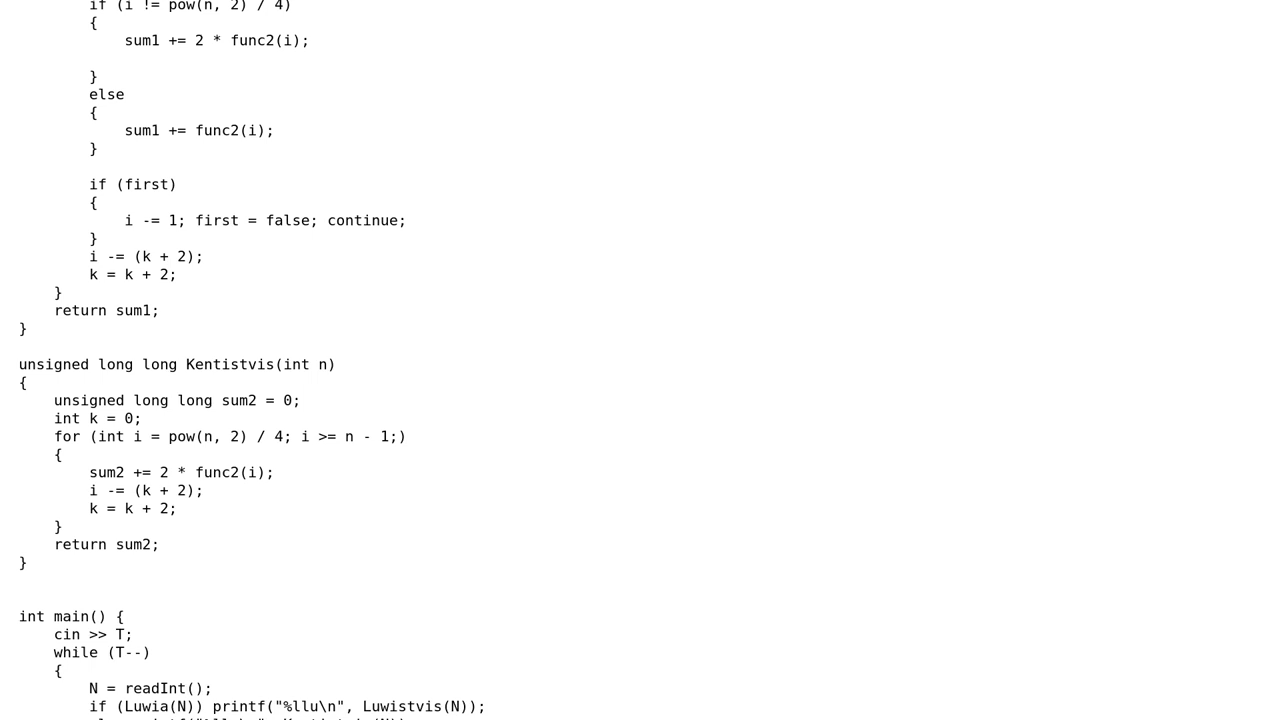 if (i != pow(n, 2) / 4)
        {
            sum1 += 2 * func2(i);

        }
        else
        {
            sum1 += func2(i);
        }

        if (first)
        {
            i -= 1; first = false; continue;
        }
        i -= (k + 2);
        k = k + 2;
    }
    return sum1;
}

unsigned long long Kentistvis(int n)
{
    unsigned long long sum2 = 0;
    int k = 0;
    for (int i = pow(n, 2) / 4; i >= n - 1;)
    {
        sum2 += 2 * func2(i);
        i -= (k + 2);
        k = k + 2;
    }
    return sum2;
}


int main() {
    cin >> T;
    while (T--)
    {
        N = readInt();
        if (Luwia(N)) printf("%llu\n", Luwistvis(N));